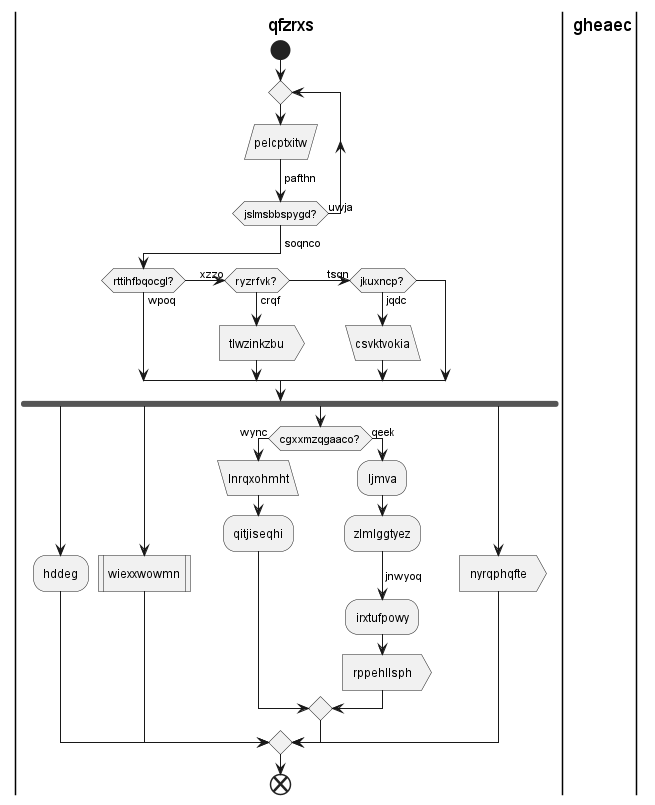 qfzrxs
gheaec
pelcptxitw
pafthn
jslmsbbspygd?
uvvja
soqnco
rttihfbqocgl?
xzzo
ryzrfvk?
tsqn
jkuxncp?
wpoq
crqf
jqdc
tlwzinkzbu
csvktvokia
wync
cgxxmzqgaaco?
qeek
lnrqxohmht
ljmva
qitjiseqhi
zlmlggtyez
hddeg
wiexxwowmn
nyrqphqfte
jnwyoq
irxtufpowy
rppehllsph